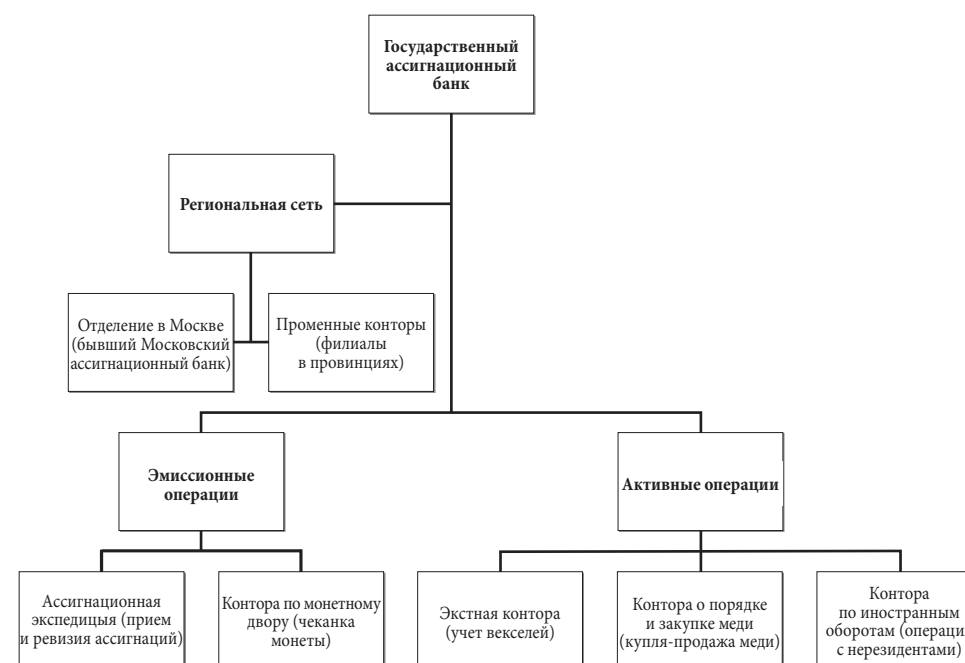 Государственный
ассигнационный
банк
Региональная сеть
Отделение в Москве
(бывший Московский
ассигнационный банк)
Променные конторы
(филиалы
в провинциях)
Эмиссионные
операции
Активные операции
Ассигнационная
экспедицыя (прием
и ревизия ассигнаций)
Контора по монетному
двору (чеканка
монеты)
Экстная контора
(учет векселей)
Контора о порядке
и закупке меди
(купля-продажа меди)
Контора
по иностранным
оборотам (операци
с нерезидентами)